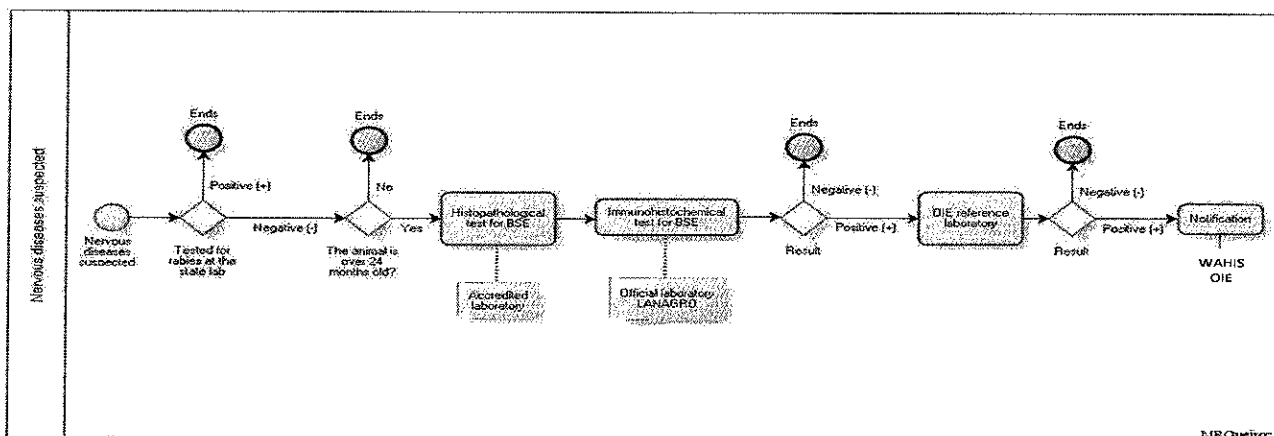 Nervous diseases suspected
Ends
Ends
Ends
Ends
Positive (+)
No
Negative (-)
Negative (-)
Nervous
diseases
suspected
Negative (-)
Tested for
rabies at the
state lab
Yes
The animal is
over 24
months old?
Histopathological
test for BSE
Immunohistochemical
test for BSE
Positive (+)
Result
OIE reference
laboratory
Positive (+)
Result
Notification
Accredited
laboratory
Official laboratory
LANAGRO
WAHIS
OIE